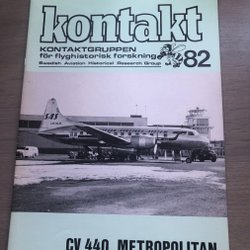 kontakt
KONTAKTGRUPPEN
för flyghistorisk forskning
Swedish Aviation Historical Research Group
82
SAS
CV 440 METROPOLITAN